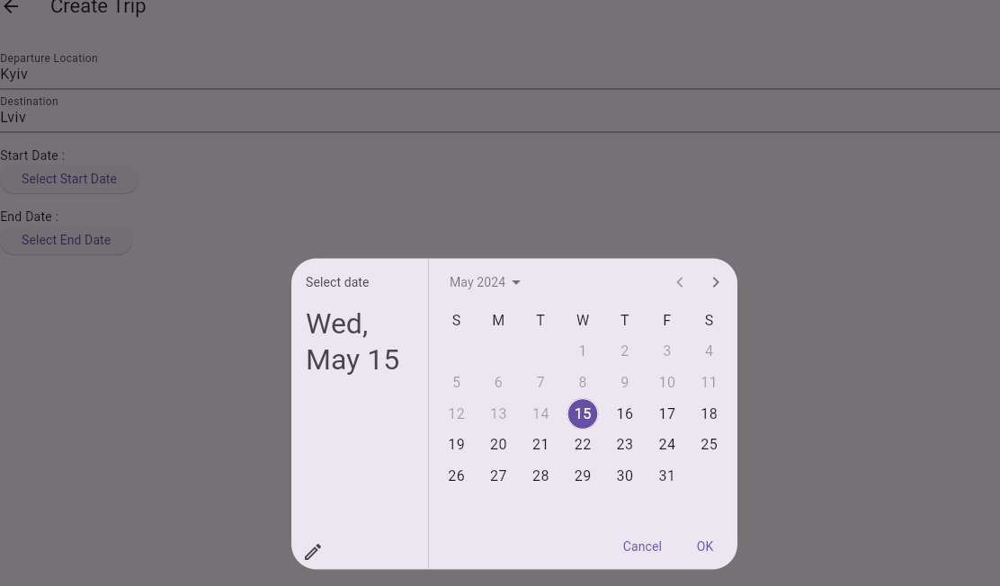 Create Trip
Departure Location
Kyiv
Destination
Lviv
Start Date :
Select Start Date
End Date :
Select End Date
Select date
Wed,
May 15
May 2024
S M T W T F S
1 2 3 4
5 6 7 8 9 10 11
12 13 14 15 16 17 18
19 20 21 22 23 24 25
26 27 28 29 30 31
Cancel OK